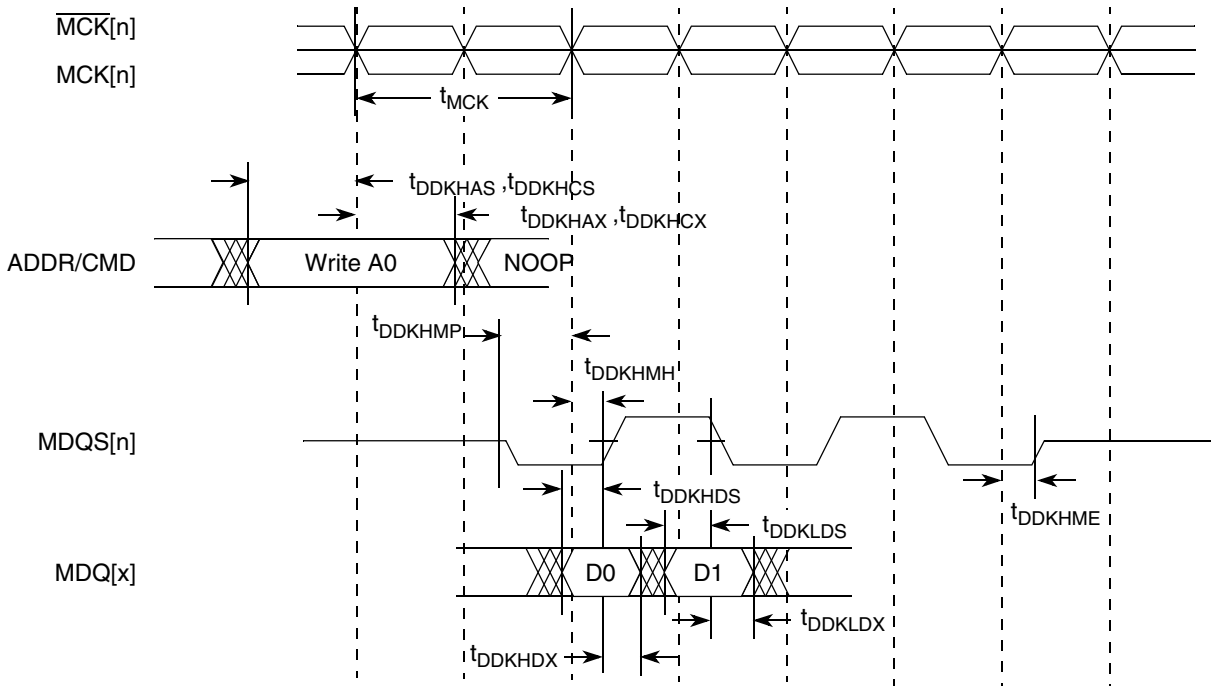 MCK[n]
MCK[n]
tMCK
tDDKHAS ,tDDKHCS
tDDKHAX ,tDDKHCX
ADDR/CMD
Write A0
NOOP
tDDKHMP
tDDKHMH
MDQS[n]
tDDKHDS
tDDKHME
tDDKLDS
MDQ[x]
D0
D1
tDDKLDX
tDDKHDX